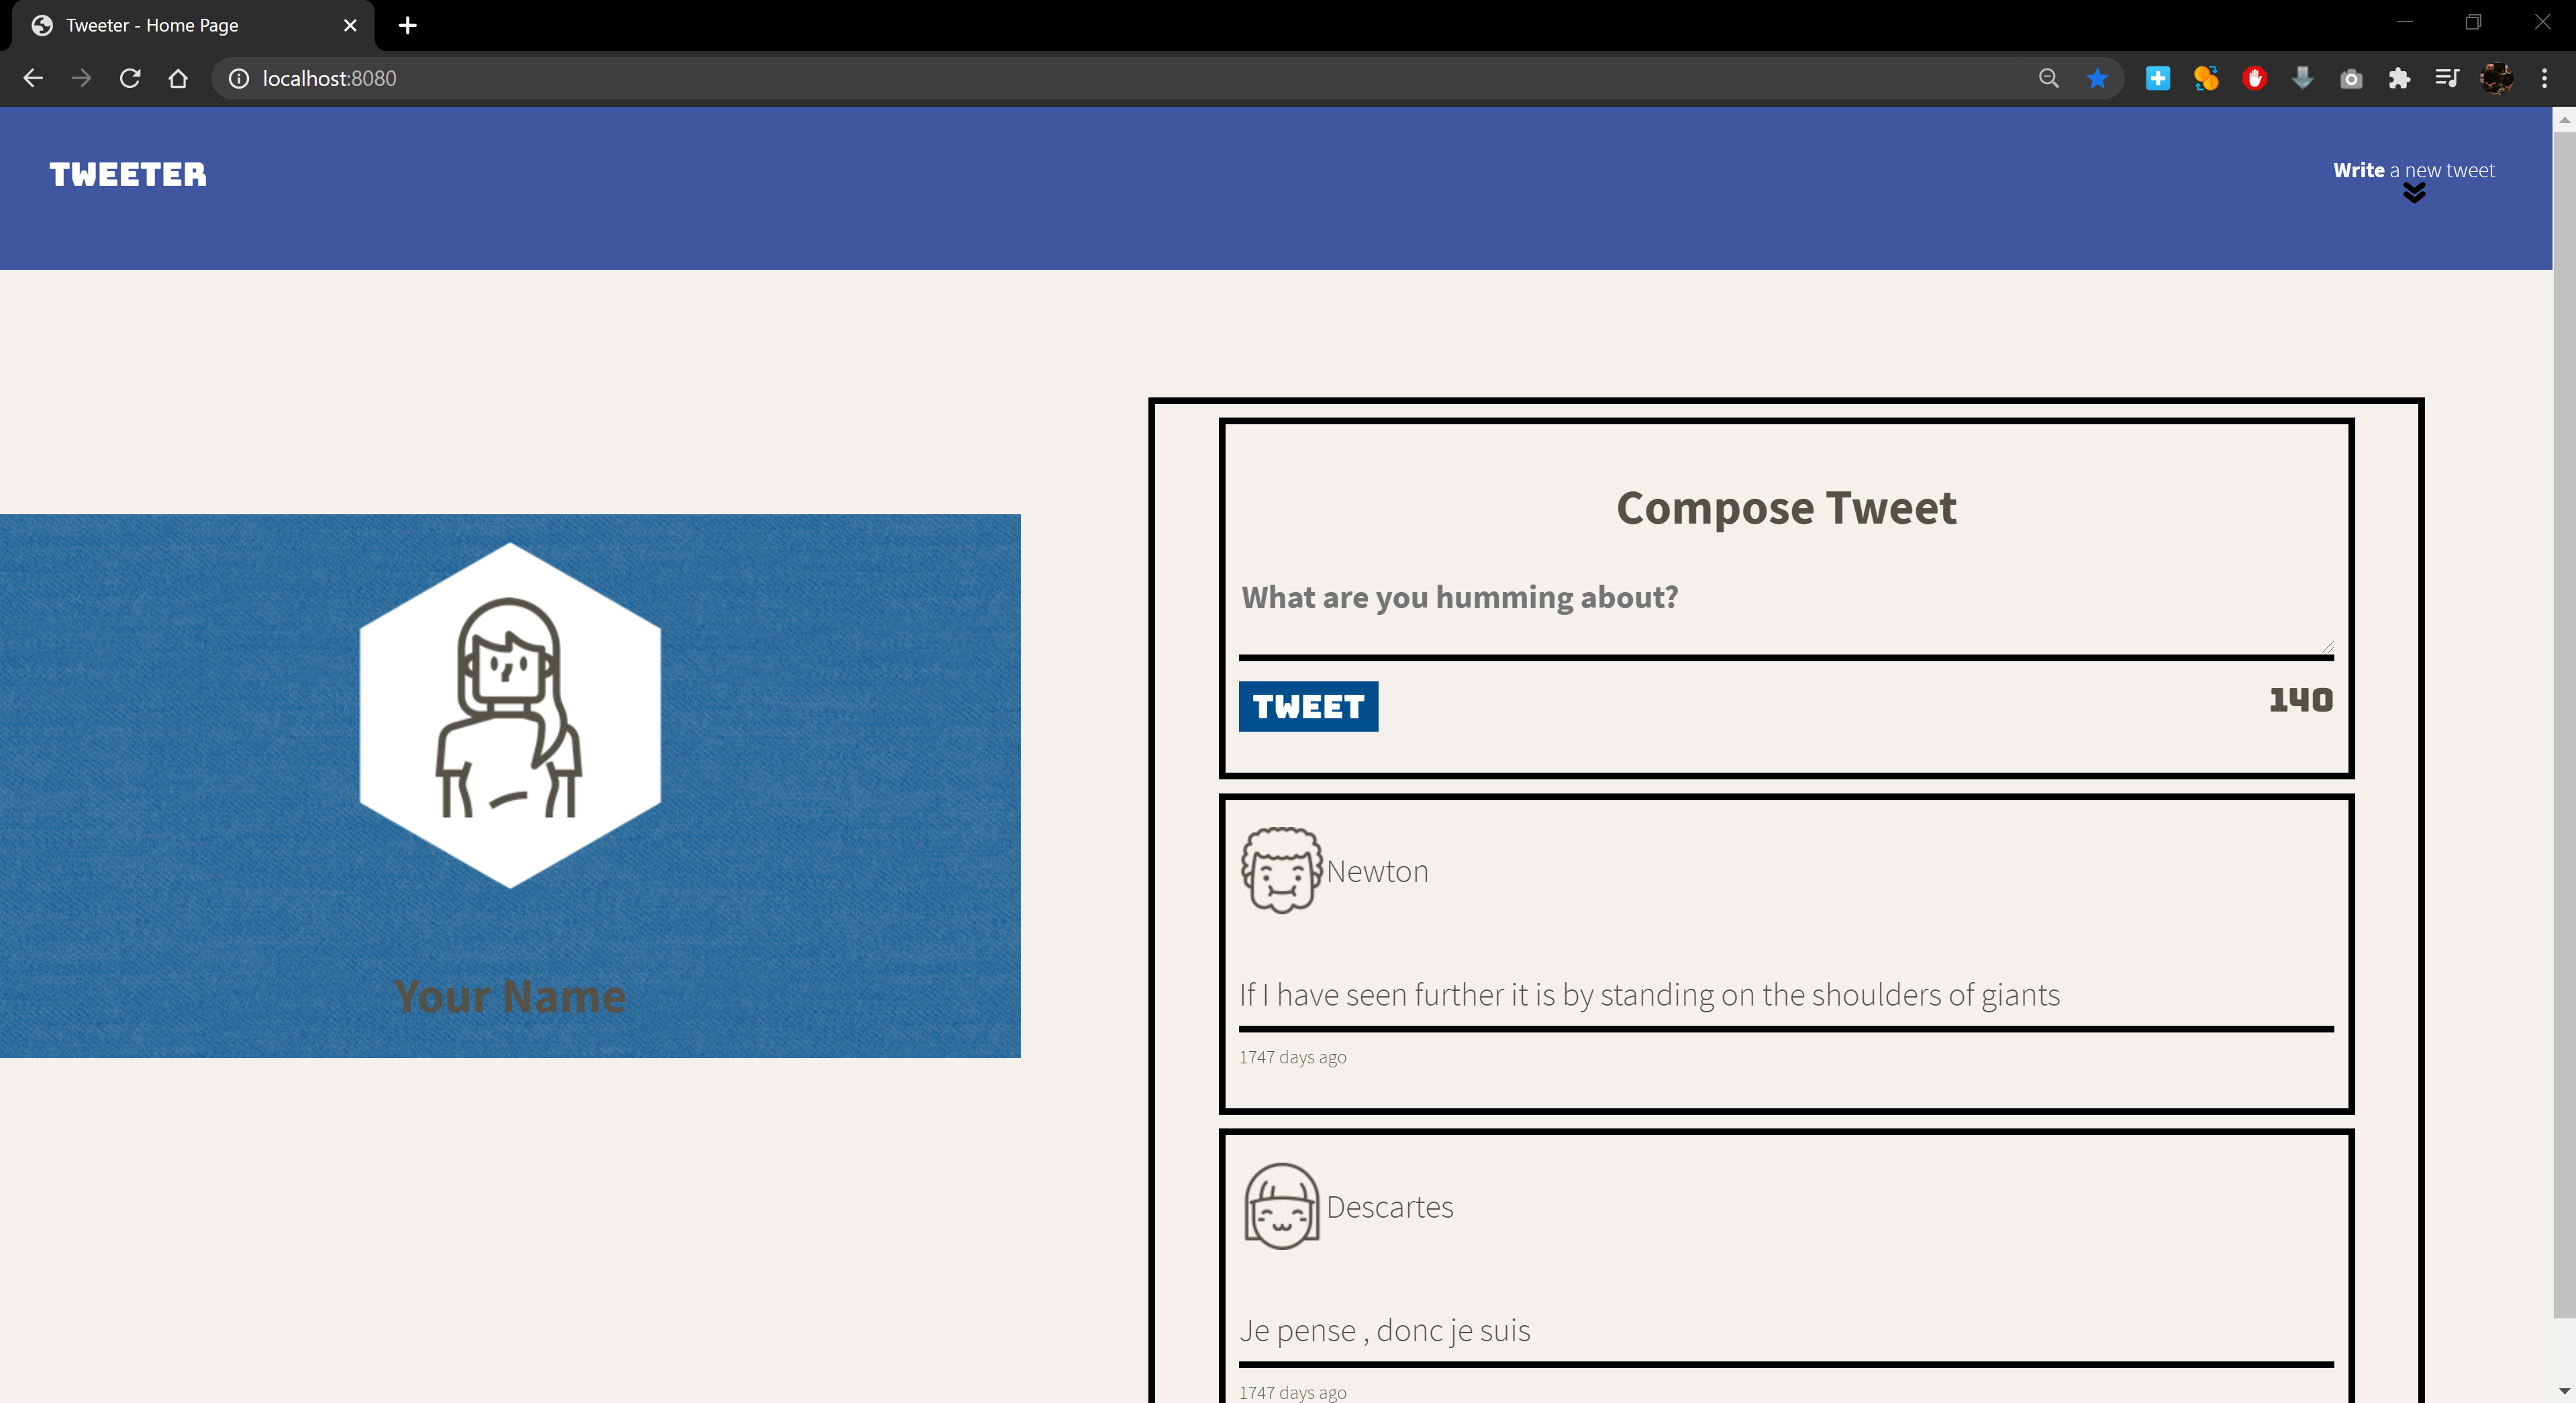 Tweeter - Home Page
localhost:8080
TWEETER
Write a new tweet
Your Name
Compose Tweet
What are you humming about?
TWEET
140
Newton
If I have seen further it is by standing on the shoulders of giants
1747 days ago
Descartes
Je pense , donc je suis
1747 days ago